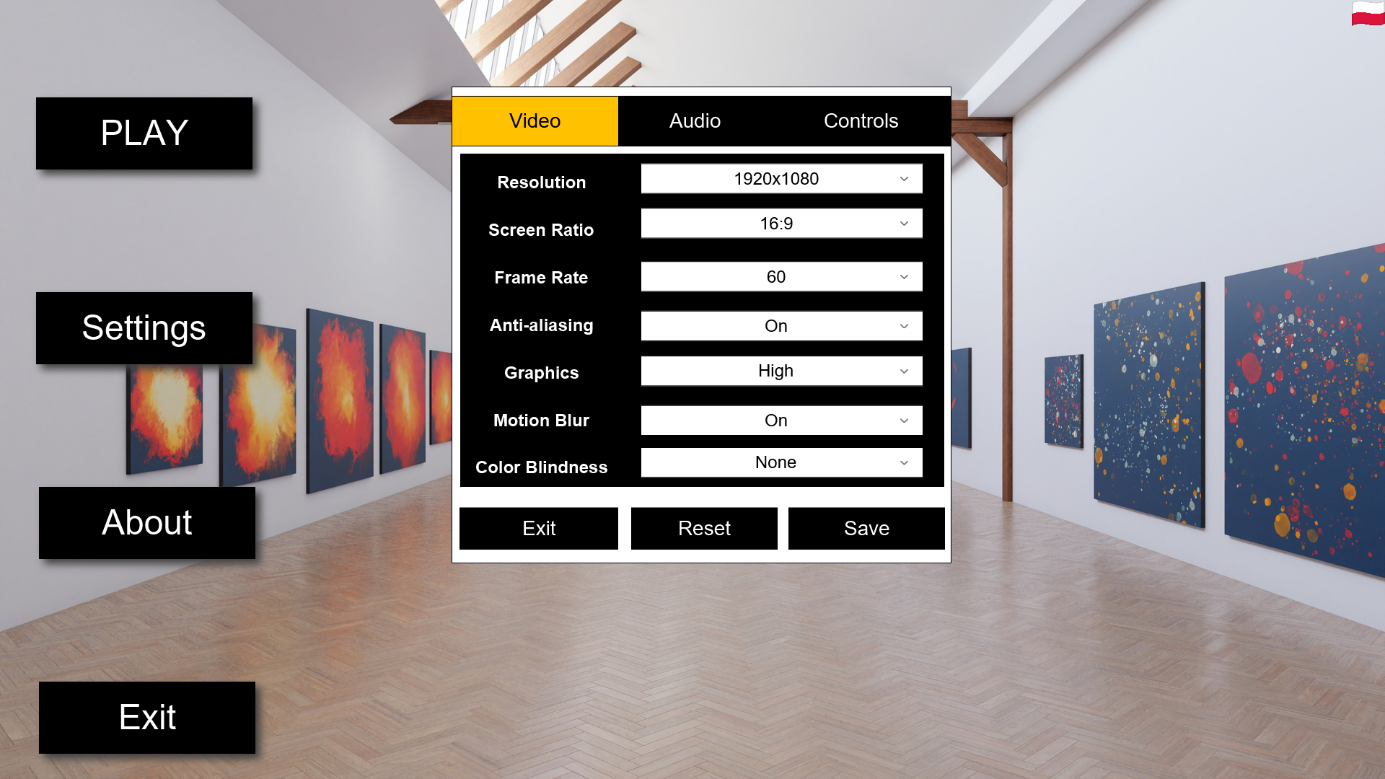 PLAY
Settings
About
Exit
Video Audio Controls
Resolution 1920x1080
Screen Ratio 16:9
Frame Rate 60
Anti-aliasing On
Graphics High
Motion Blur On
Color Blindness None
Exit Reset Save